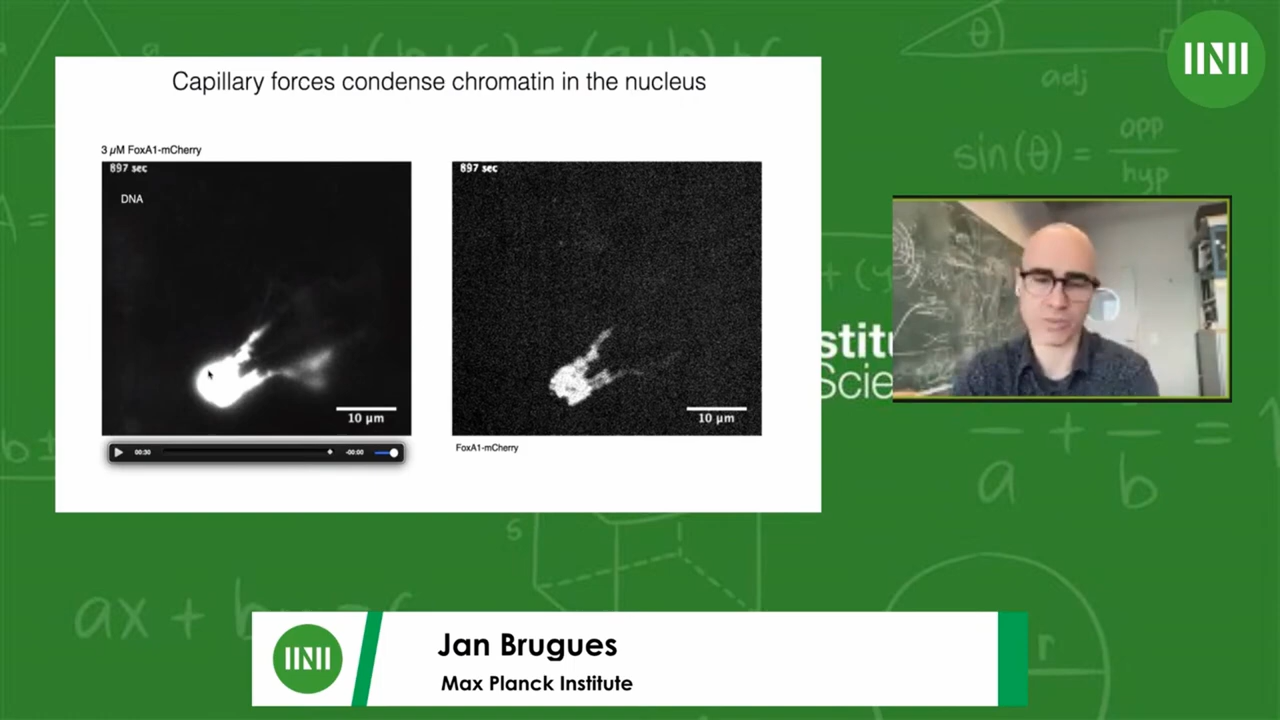 Capillary forces condense chromatin in the nucleus
3 µM FoxA1-mCherry
897 sec
DNA
10 µm
00:30
-00:00
897 sec
10 µm
FoxA1-mCherry
θ
adj
sin(θ) = opp
hyp
a+(b+c)=(a+b)+c
stitu
Scie
A =
b ±
+ (
a + b =
s
ax + b
r
Jan Brugues
Max Planck Institute